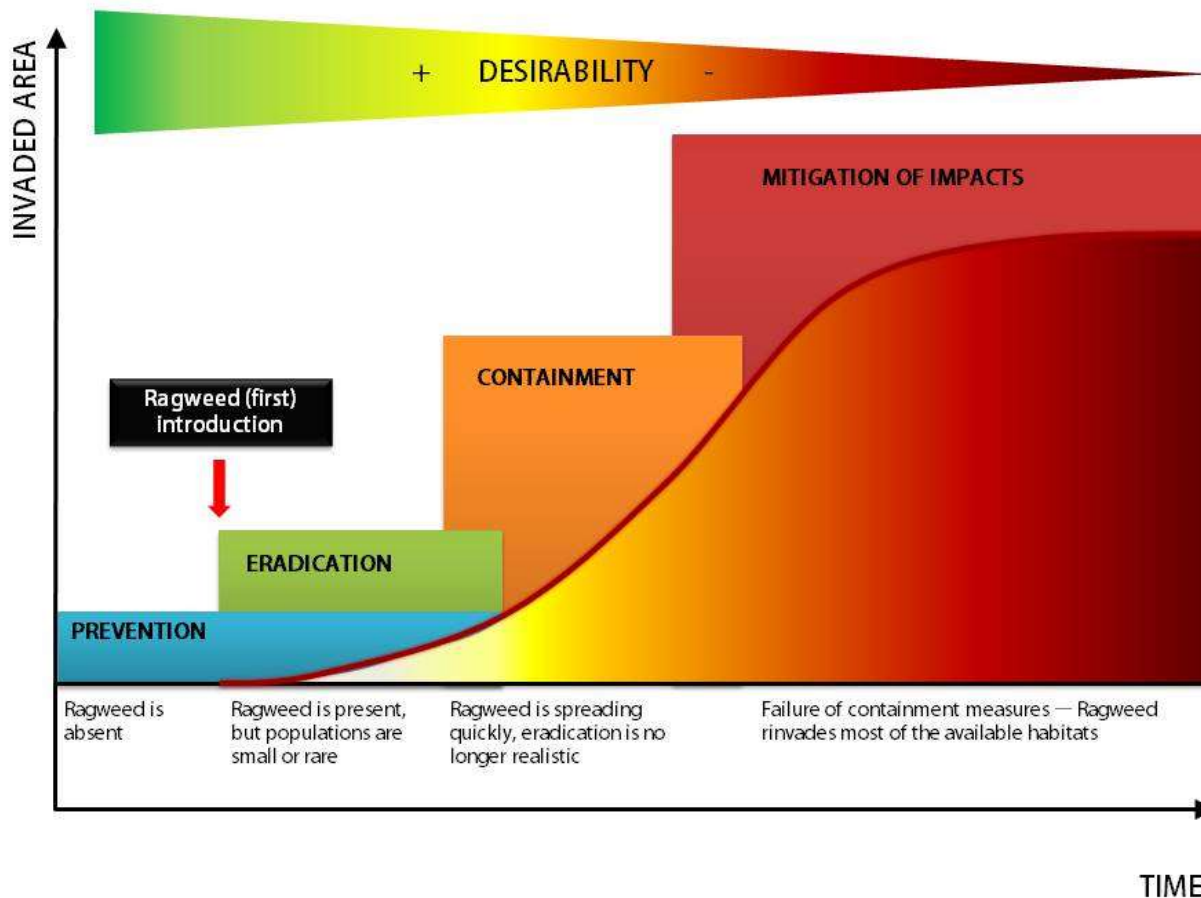 INVADED AREA
+ DESIRABILITY -
MITIGATION OF IMPACTS
CONTAINMENT
Ragweed (first)
introduction
ERADICATION
PREVENTION
Ragweed is
absent
Ragweed is present,
but populations are
small or rare
Ragweed is spreading
quickly, eradication is no
longer realistic
Failure of containment measures — Ragweed
rinvades most of the available habitats
TIME